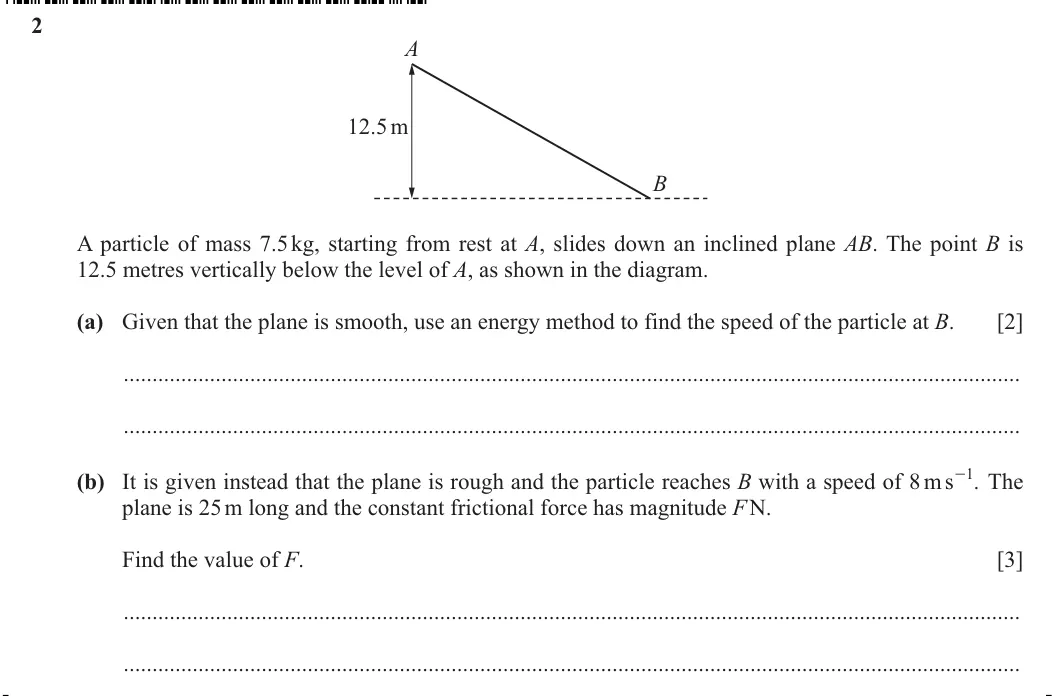 2
A
12.5 m
B
A particle of mass 7.5 kg, starting from rest at A, slides down an inclined plane AB. The point B is
12.5 metres vertically below the level of A, as shown in the diagram.
(a) Given that the plane is smooth, use an energy method to find the speed of the particle at B. [2]
(b) It is given instead that the plane is rough and the particle reaches B with a speed of 8 m s⁻¹. The
plane is 25 m long and the constant frictional force has magnitude F N.
Find the value of F. [3]